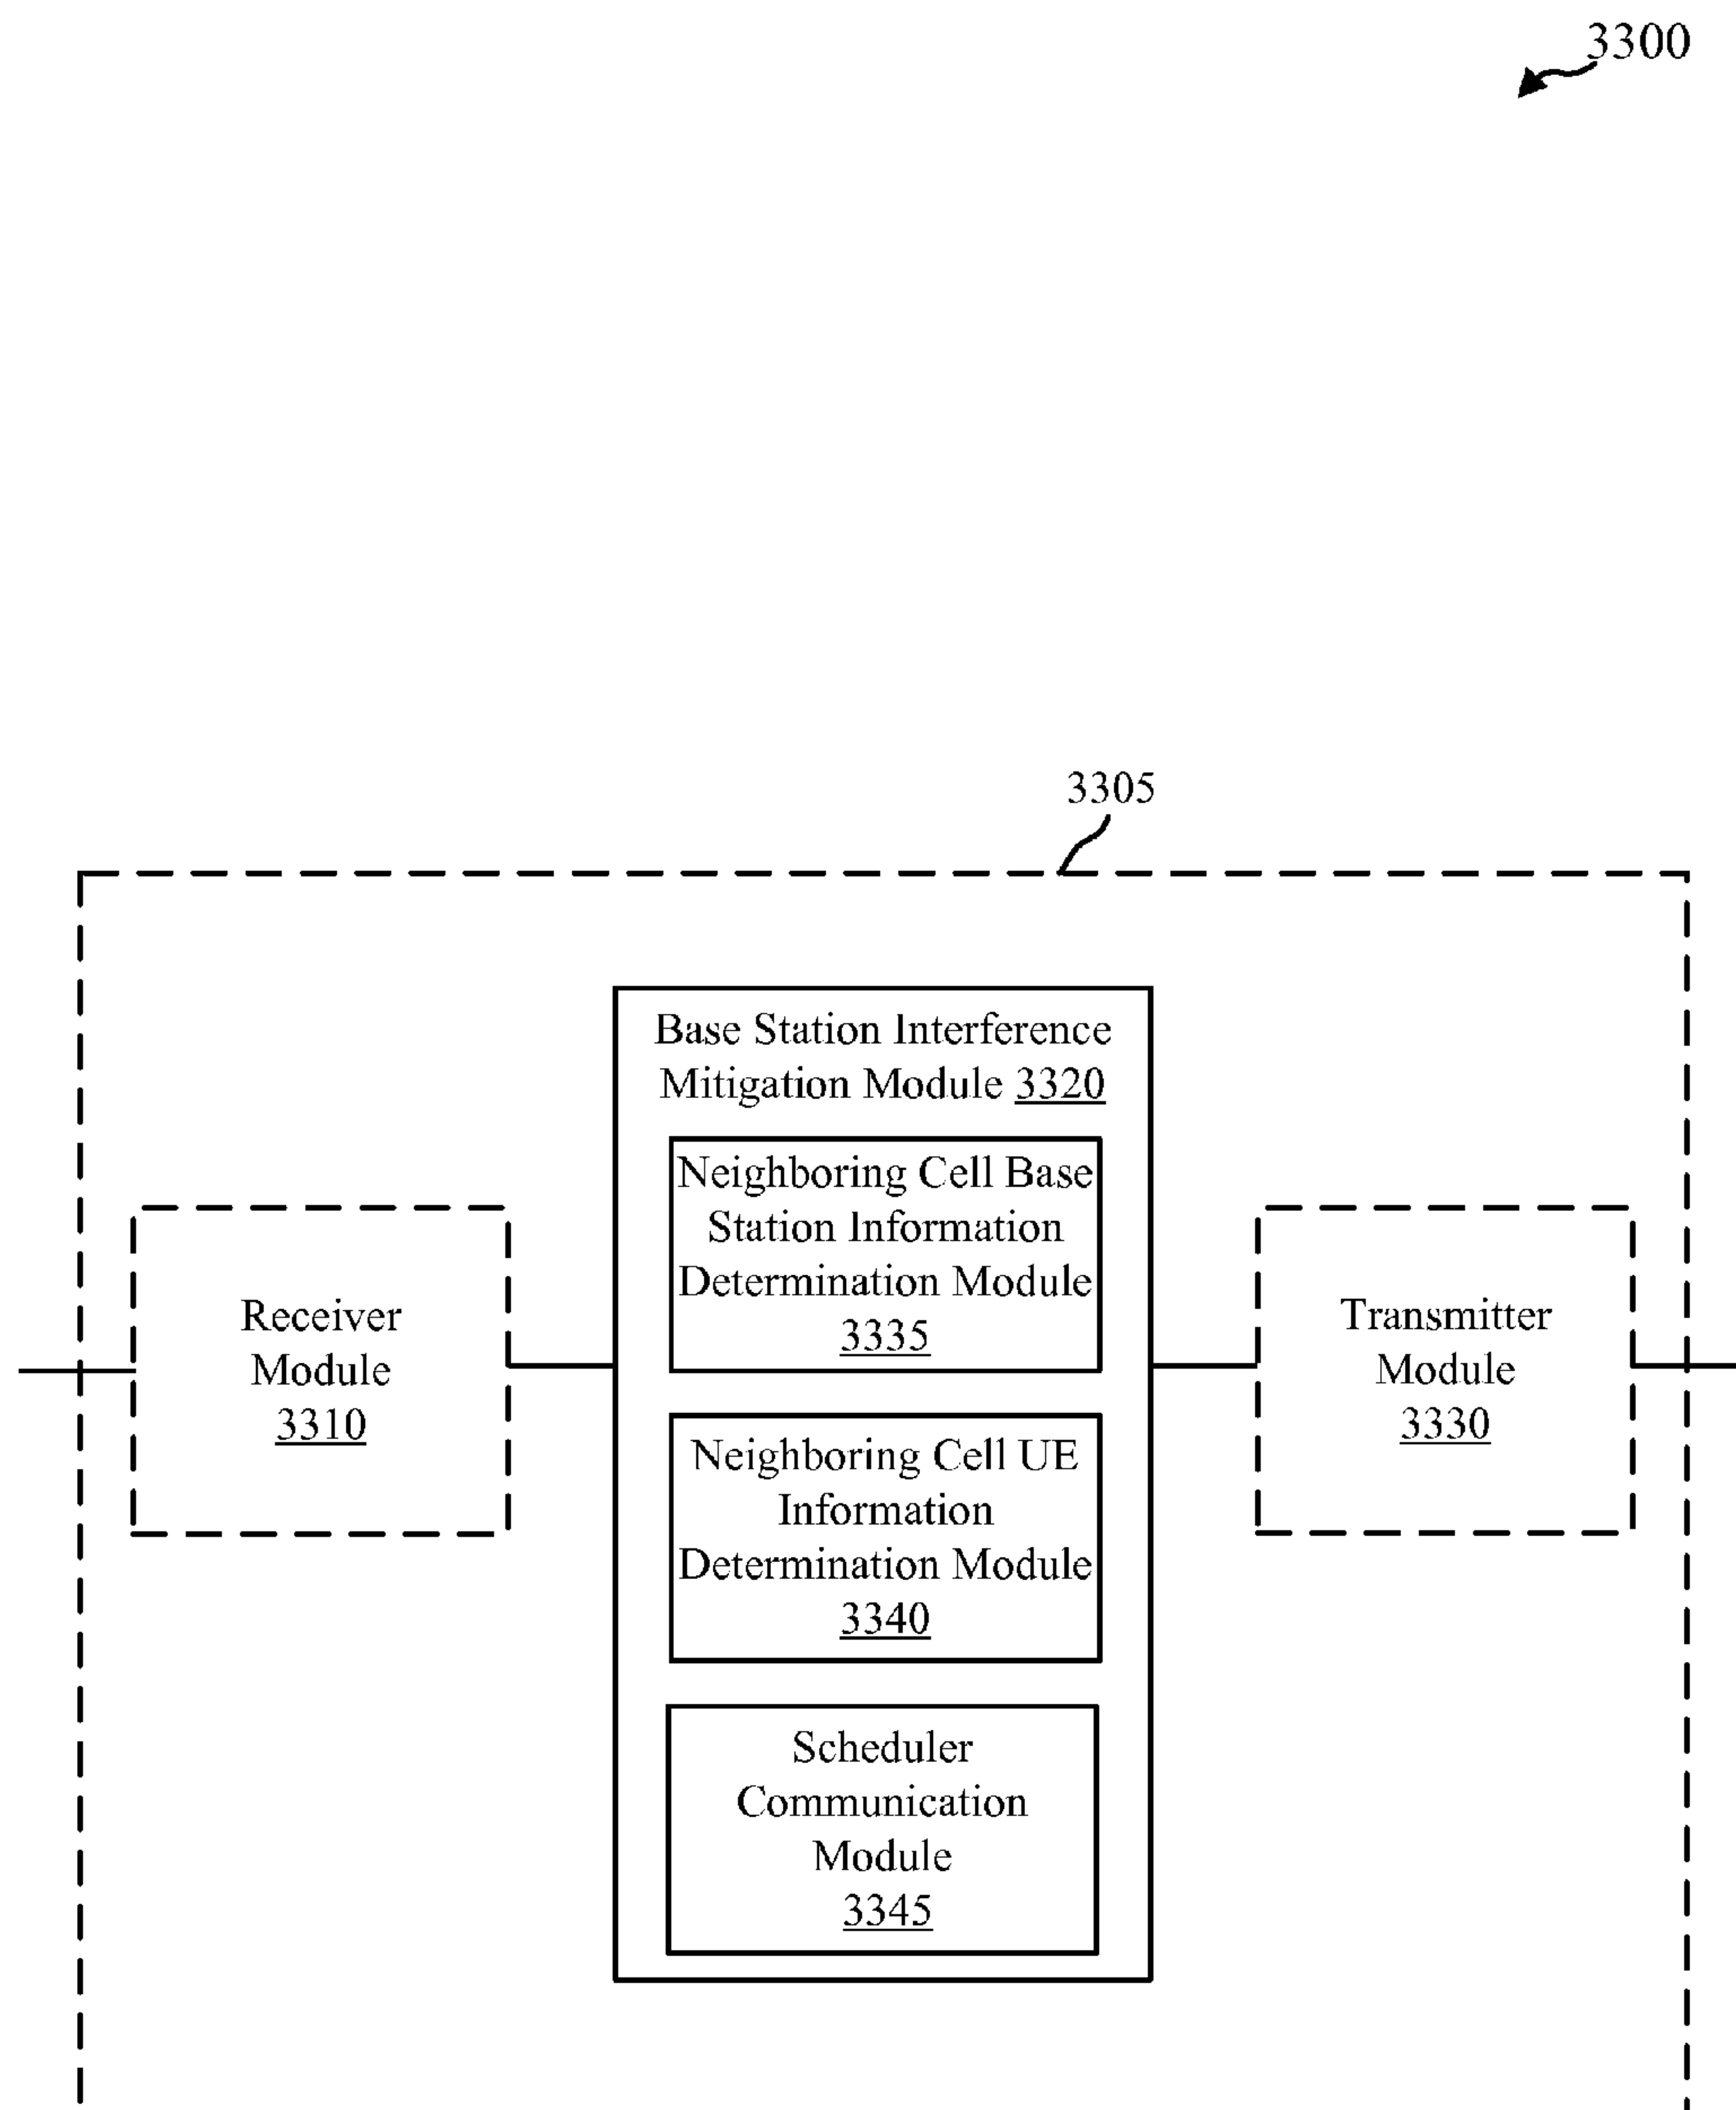 3300
3305
Base Station Interference
Mitigation Module 3320
Neighboring Cell Base
Station Information
Determination Module
3335
Receiver
Module
3310
Transmitter
Module
3330
Neighboring Cell UE
Information
Determination Module
3340
Scheduler
Communication
Module
3345